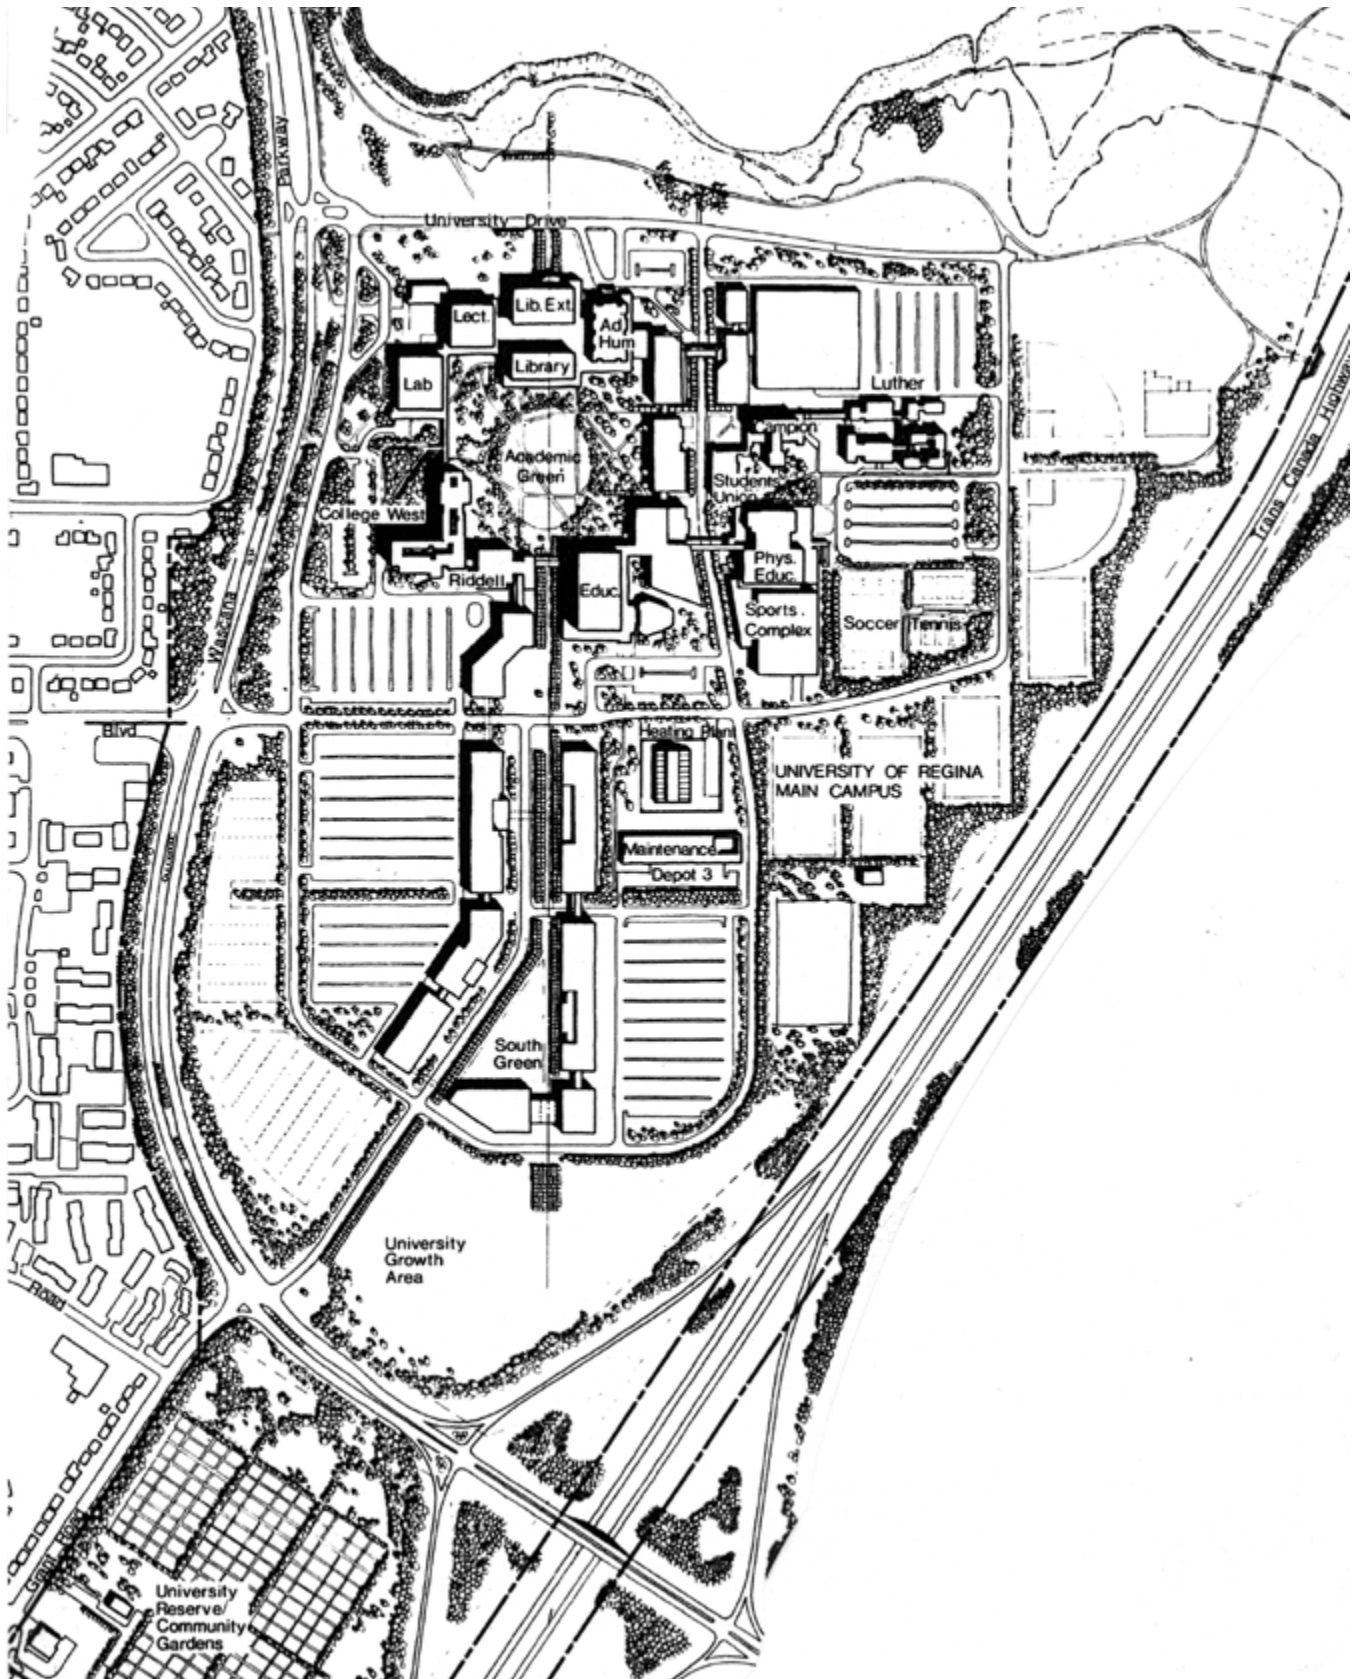 Parkway
University Drive
Lib. Ext.
Lect.
Ad.
Hum
Library
Lab
Luther
Campion
Academic
Green
Students
Union
College West
Trans Canada Highway
Phys.
Educ.
Riddell
Educ.
Sports
Complex
Soccer
Tennis
Wascana
Blvd
Heating Plant
UNIVERSITY OF REGINA
MAIN CAMPUS
Maintenance
Depot 3
South
Green
University
Growth
Area
Road
University
Reserve/
Community
Gardens